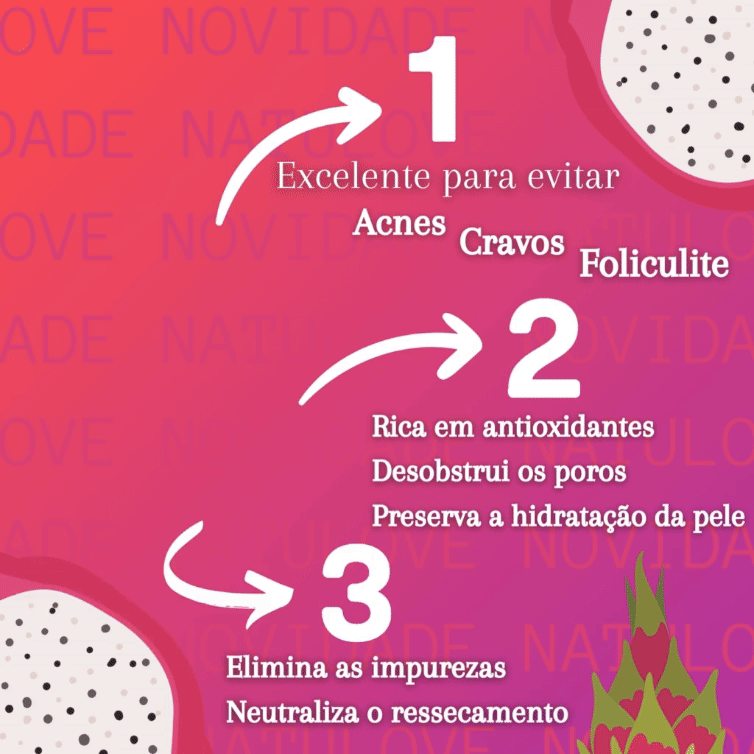 1
Excelente para evitar
Acnes
Cravos
Foliculite
2
Rica em antioxidantes
Desobstrui os poros
Preserva a hidratação da pele
3
Elimina as impurezas
Neutraliza o ressecamento